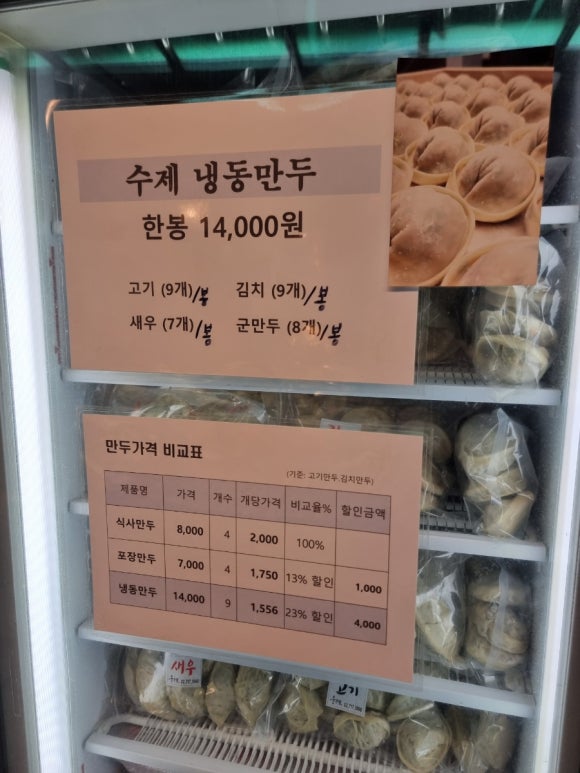 수제 냉동만두
한봉 14,000원
고기 (9개)/봉 김치 (9개)/봉
새우 (7개)/봉 군만두 (8개)/봉
만두가격 비교표
(기준: 고기만두.김치만두)
제품명 가격 개수 개당가격 비교율% 할인금액
식사만두 8,000 4 2,000 100%
포장만두 7,000 4 1,750 13% 할인 1,000
냉동만두 14,000 9 1,556 23% 할인 4,000
새우
고기